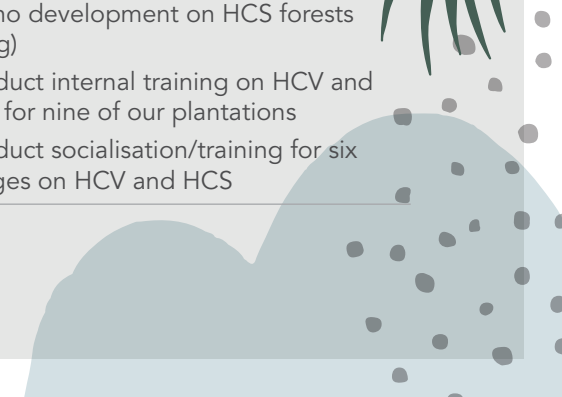 no development on HCS forests
g)
duct internal training on HCV and
for nine of our plantations
duct socialisation/training for six
ges on HCV and HCS